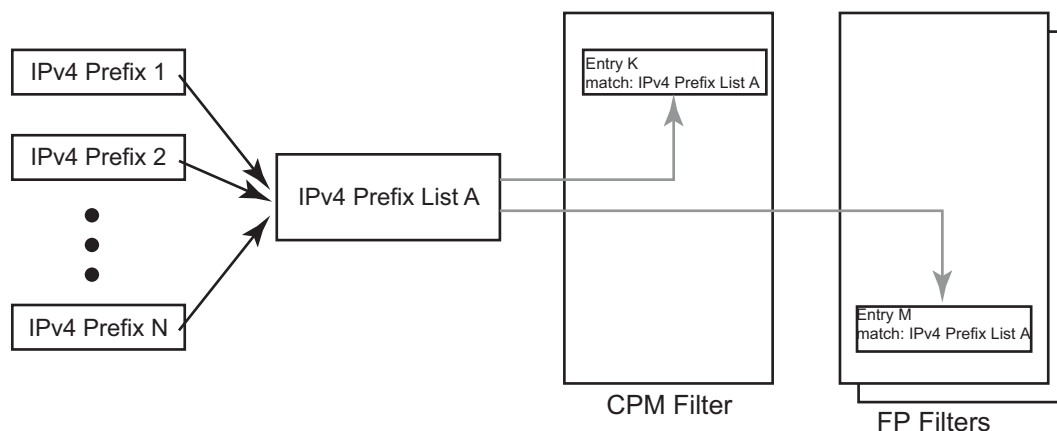 IPv4 Prefix 1
IPv4 Prefix 2
IPv4 Prefix N
IPv4 Prefix List A
Entry K
match: IPv4 Prefix List A
CPM Filter
Entry M
match: IPv4 Prefix List A
FP Filters